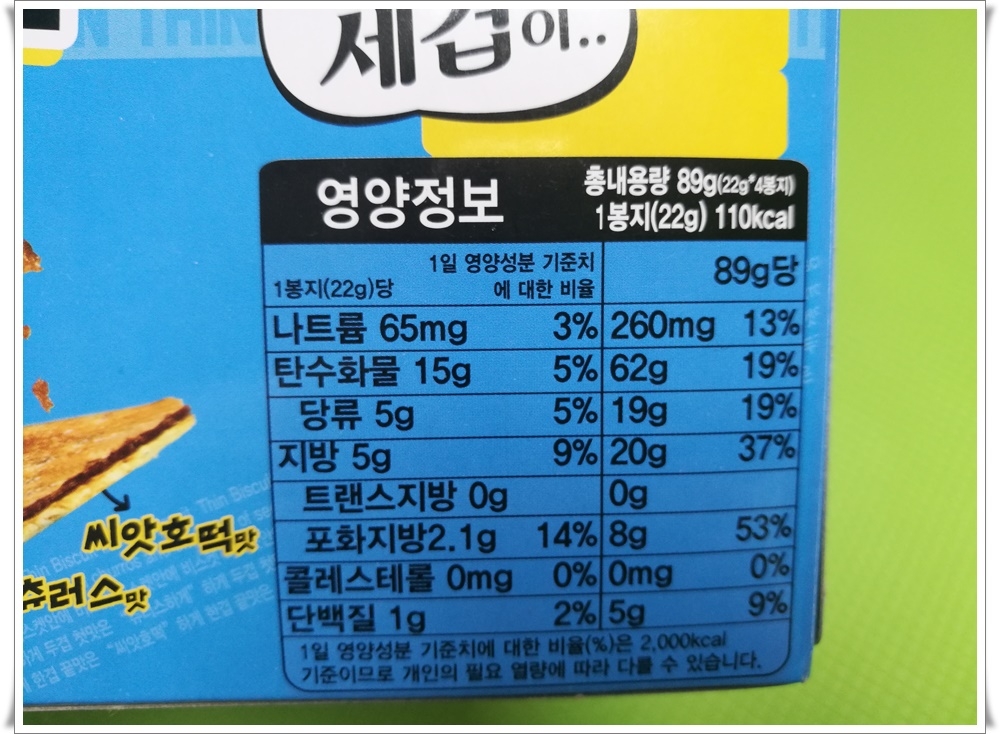 N THIN
세겹이..
영양정보
총내용량 89g(22g*4봉지)
1봉지(22g) 110kcal
1봉지(22g)당 1일 영양성분 기준치에 대한 비율 89g당
나트륨 65mg 3% 260mg 13%
탄수화물 15g 5% 62g 19%
당류 5g 5% 19g 19%
지방 5g 9% 20g 37%
트랜스지방 0g 0g
포화지방2.1g 14% 8g 53%
콜레스테롤 0mg 0% 0mg 0%
단백질 1g 2% 5g 9%
1일 영양성분 기준치에 대한 비율(%)은 2,000kcal
기준이므로 개인의 필요 열량에 따라 다를 수 있습니다.
씨앗호떡맛
츄러스맛
Thin Biscu